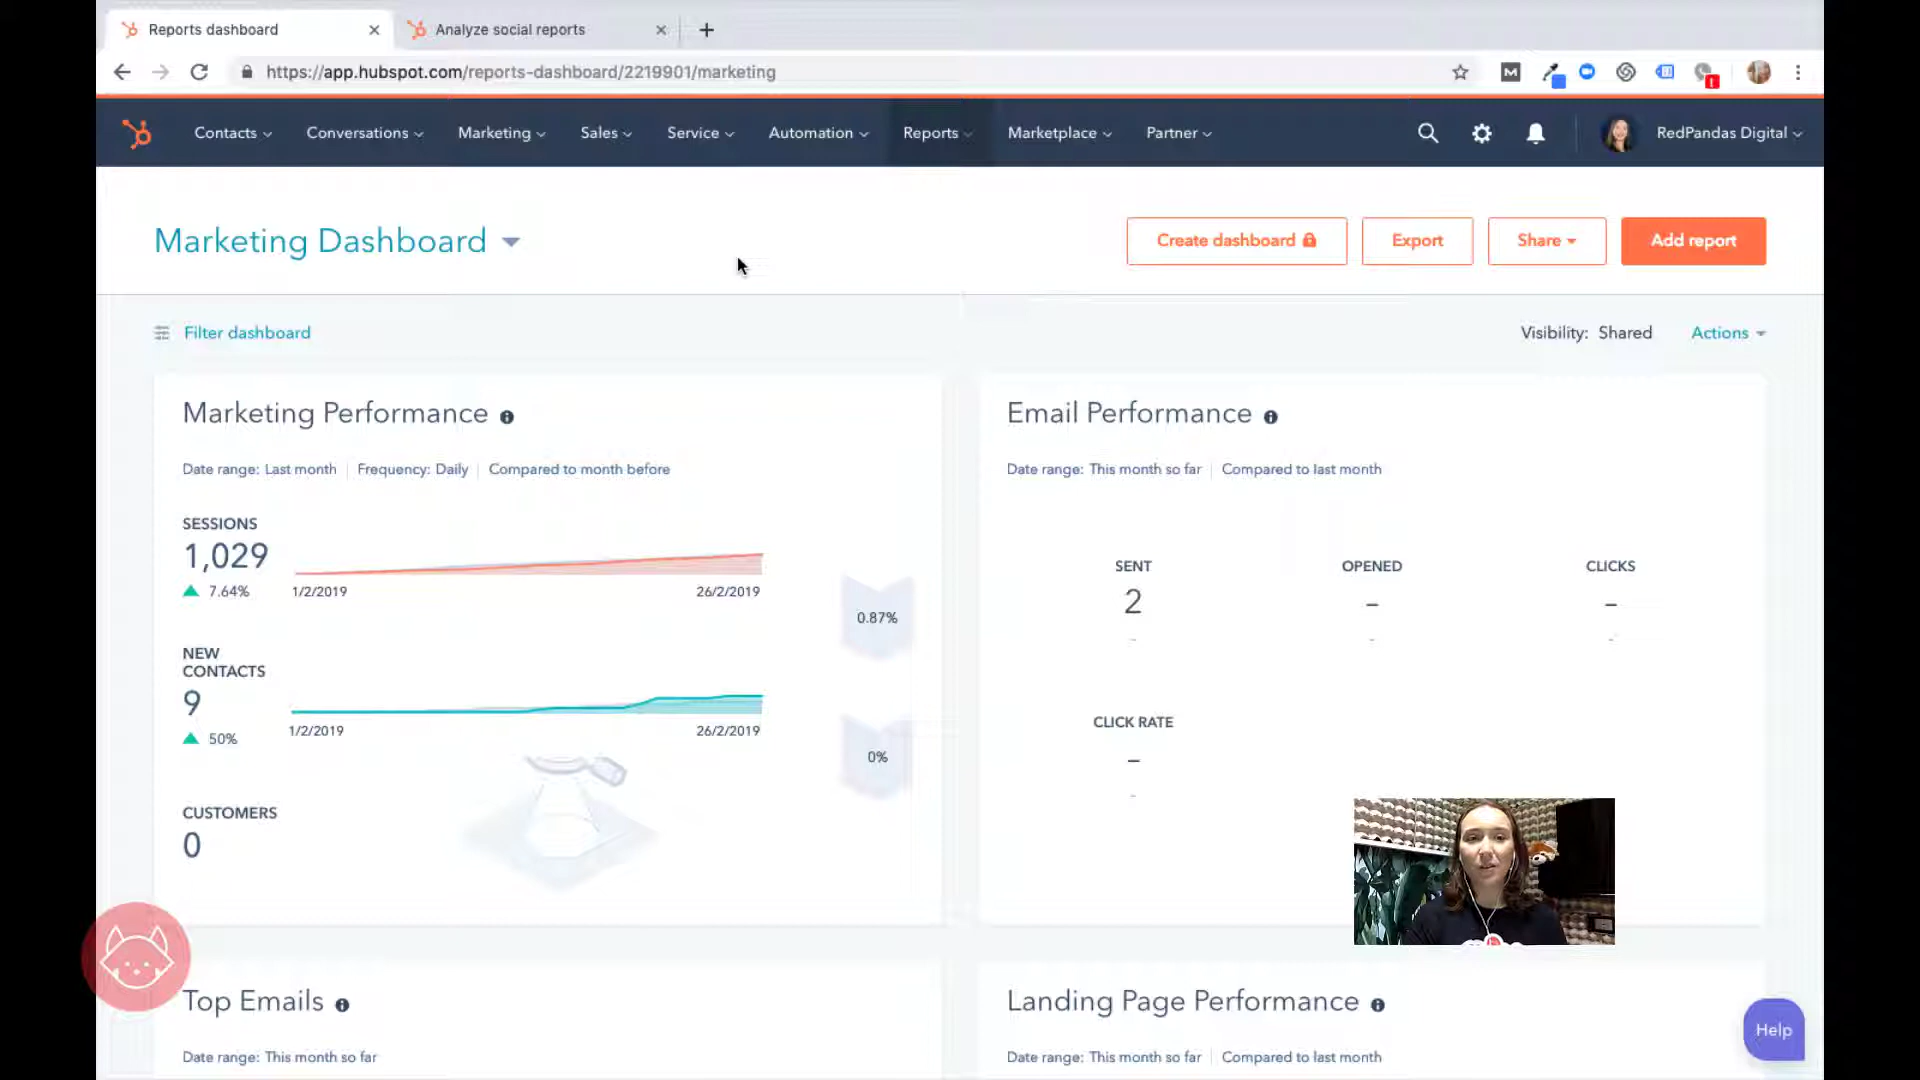 Reports dashboard
Analyze social reports
https://app.hubspot.com/reports-dashboard/2219901/marketing
Contacts
Conversations
Marketing
Sales
Service
Automation
Reports
Marketplace
Partner
RedPandas Digital
Marketing Dashboard
Create dashboard
Export
Share
Add report
Filter dashboard
Visibility: Shared
Actions
Marketing Performance
Date range: Last month
Frequency: Daily
Compared to month before
SESSIONS
1,029
7.64%
1/2/2019
26/2/2019
0.87%
NEW
CONTACTS
9
50%
1/2/2019
26/2/2019
0%
CUSTOMERS
0
Email Performance
Date range: This month so far
Compared to last month
SENT
2
-
OPENED
–
-
CLICKS
–
-
CLICK RATE
–
-
Top Emails
Date range: This month so far
Landing Page Performance
Date range: This month so far
Compared to last month
Help